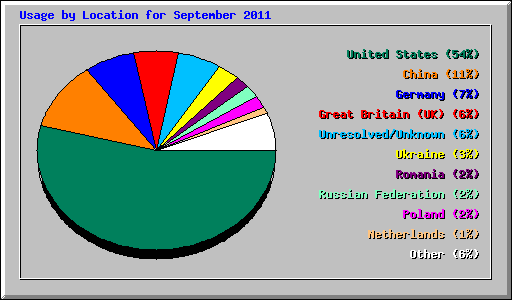 Usage by Location for September 2011
United States (54%)
China (11%)
Germany (7%)
Great Britain (UK) (6%)
Unresolved/Unknown (6%)
Ukraine (3%)
Romania (2%)
Russian Federation (2%)
Poland (2%)
Netherlands (1%)
Other (6%)